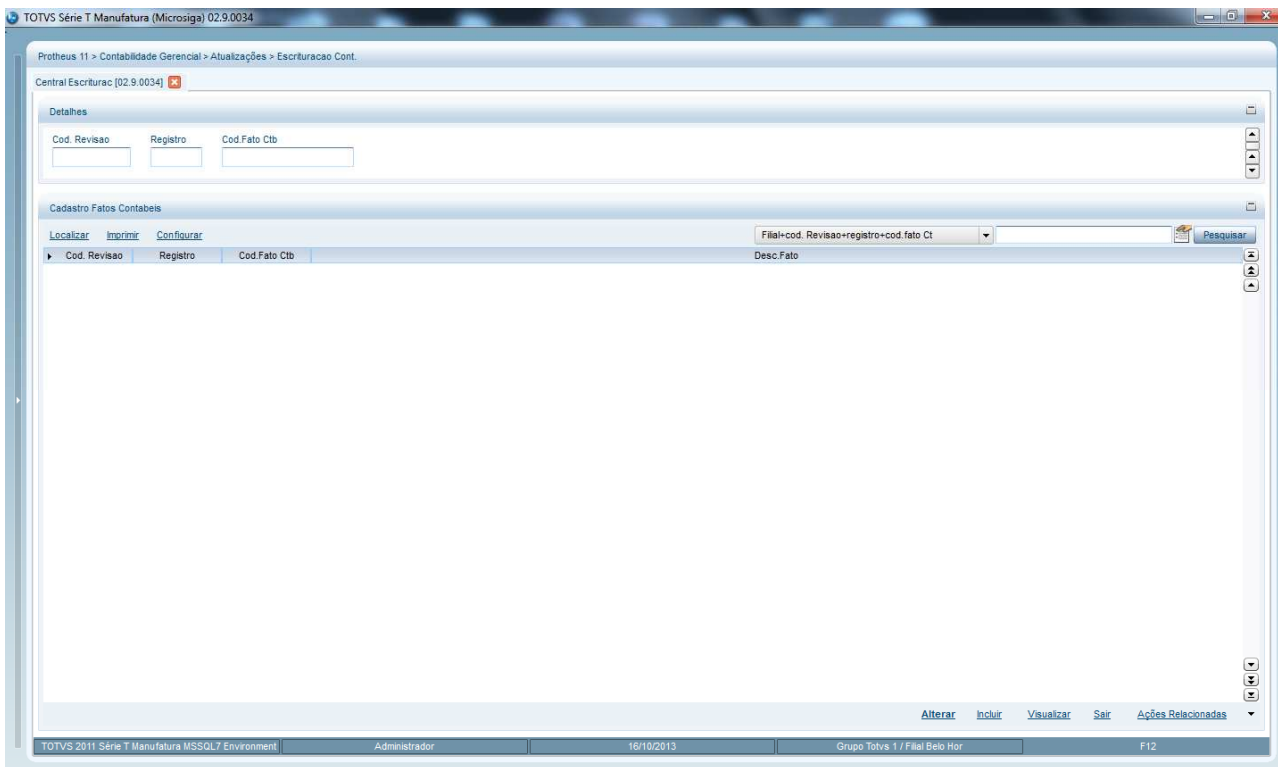 TOTVS Série T Manufatura (Microsiga) 02.9.0034
Protheus 11 > Contabilidade Gerencial > Atualizações > Escrituracao Cont.
Central Escriturac [02.9.0034]
Detalhes
Cod. Revisao Registro Cod.Fato Ctb
Cadastro Fatos Contabeis
Localizar Imprimir Configurar Filial+cod. Revisao+registro+cod.fato Ct Pesquisar
Cod. Revisao Registro Cod.Fato Ctb Desc.Fato
Alterar Incluir Visualizar Sair Ações Relacionadas
TOTVS 2011 Série T Manufatura MSSQL7 Environment Administrador 16/10/2013 Grupo Totvs 1 / Filial Belo Hor F12